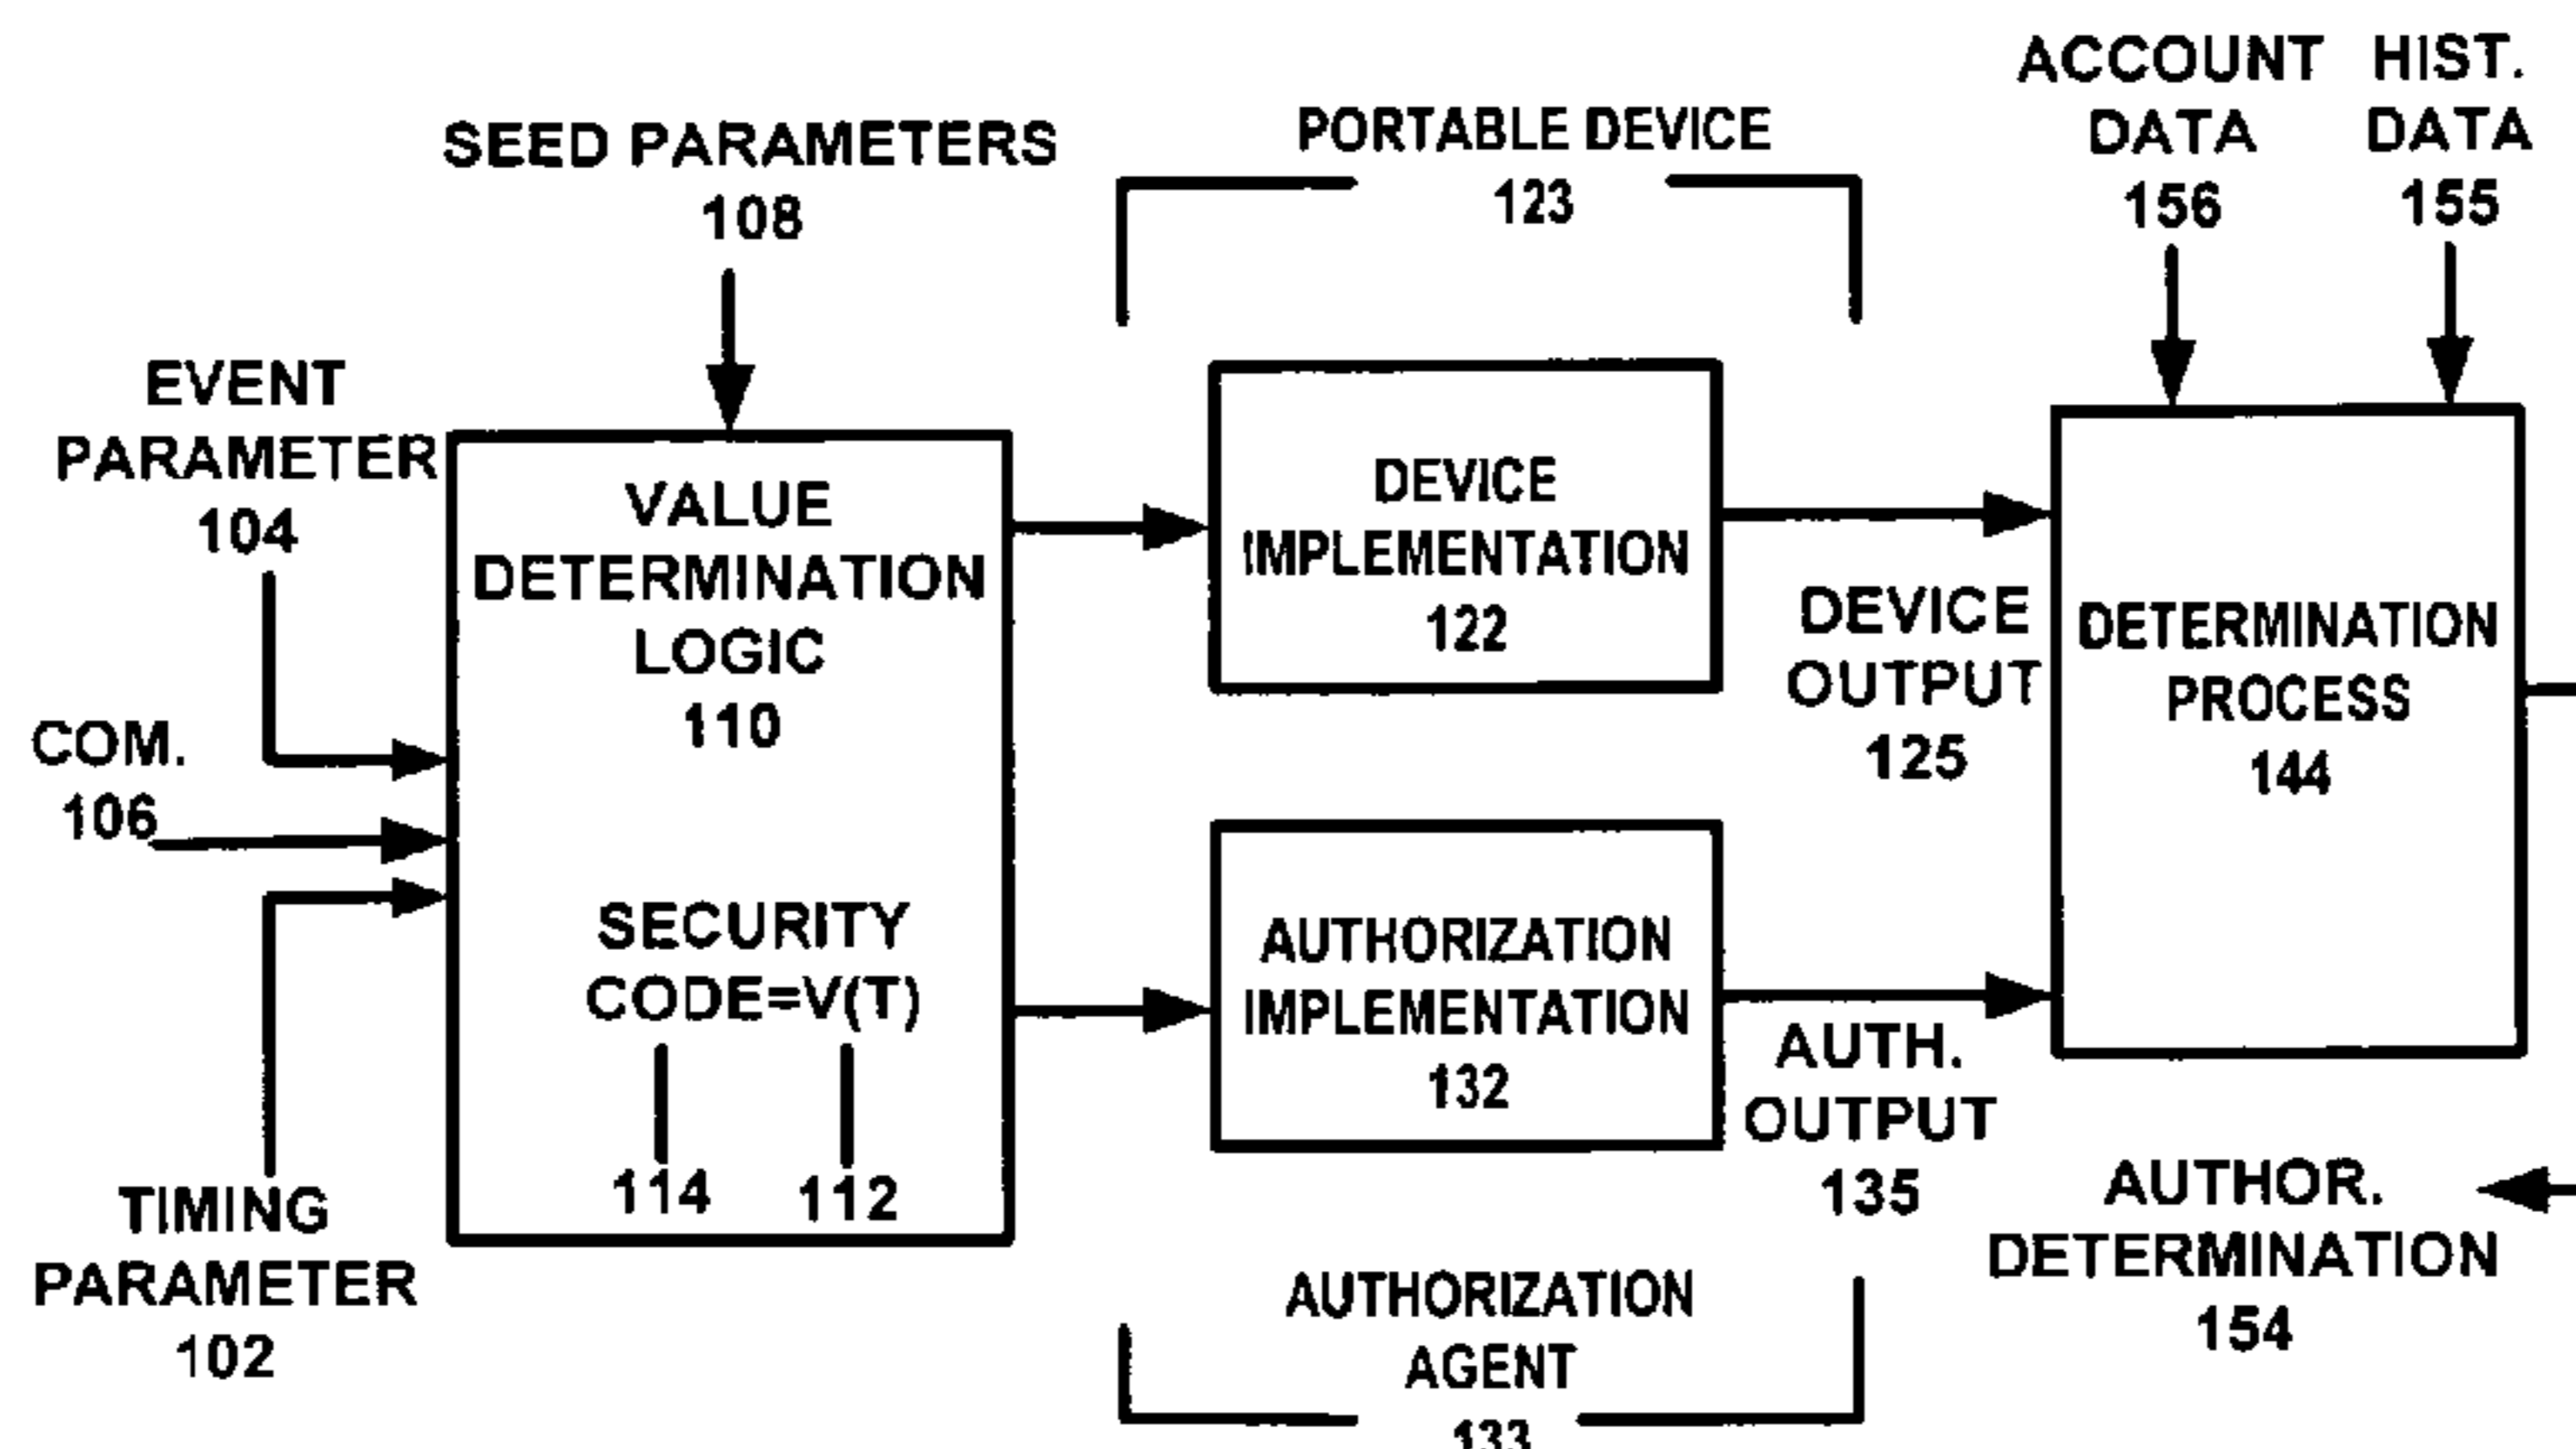 SEED PARAMETERS
108
PORTABLE DEVICE
123
ACCOUNT
DATA
156
HIST.
DATA
155
EVENT
PARAMETER
104
COM.
106
TIMING
PARAMETER
102
VALUE
DETERMINATION
LOGIC
110
SECURITY
CODE=V(T)
114
112
DEVICE
IMPLEMENTATION
122
DEVICE
OUTPUT
125
AUTHORIZATION
IMPLEMENTATION
132
AUTH.
OUTPUT
135
DETERMINATION
PROCESS
144
AUTHOR.
DETERMINATION
154
AUTHORIZATION
AGENT
133